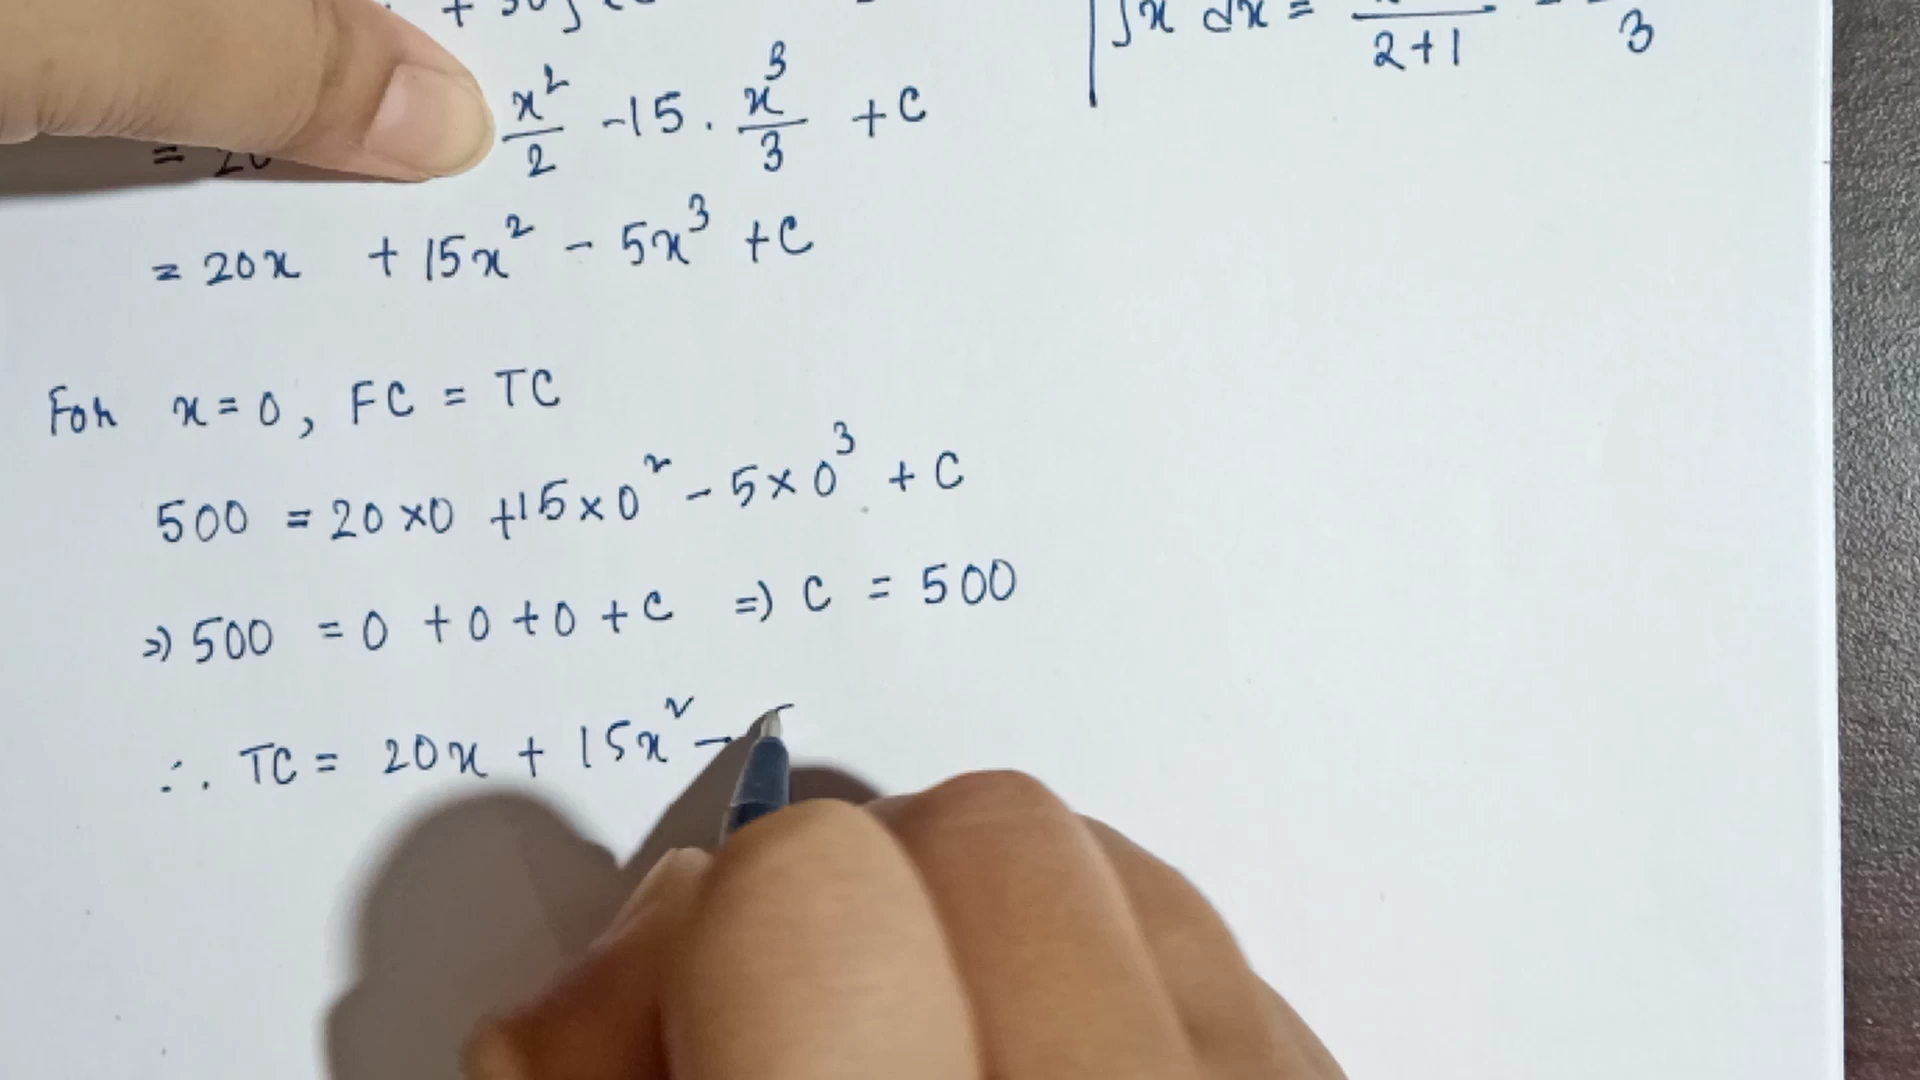 ∫x dx = 2+1 3
x²/2 -15 . x³/3 + C
= 20x + 15x² - 5x³ + C
For x = 0, FC = TC
500 = 20 × 0 + 15 × 0² - 5 × 0³ + C
⇒ 500 = 0 + 0 + 0 + C ⇒ C = 500
∴ TC = 20x + 15x² -